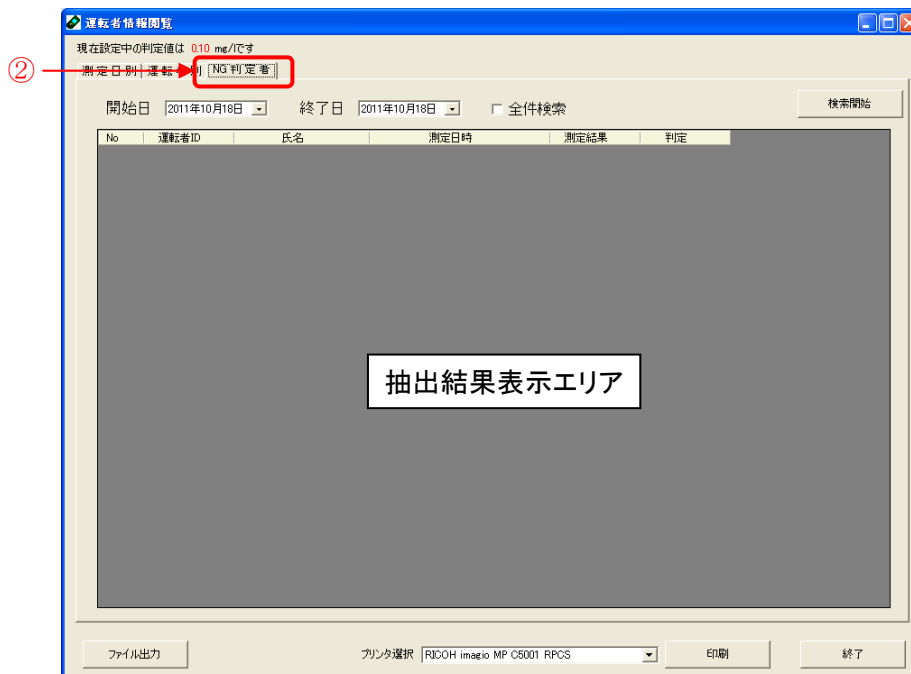 運転者情報閲覧
現在設定中の判定値は 0.10 mg/lです
②
測定日別 運転 別 NG判定者
開始日 2011年10月18日 終了日 2011年10月18日 全件検索 検索開始
No 運転者ID 氏名 測定日時 測定結果 判定
抽出結果表示エリア
ファイル出力 プリンタ選択 RICOH imagio MP C5001 RPCS 印刷 終了